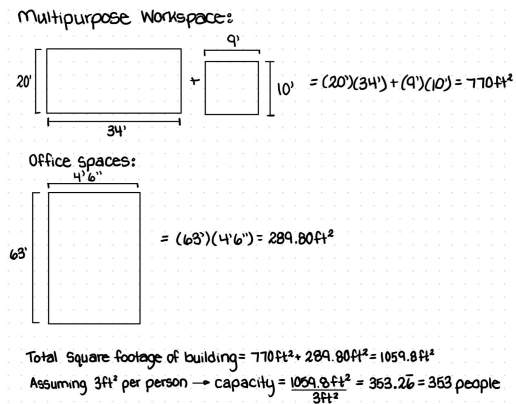 Multipurpose Workspace:
9'
20' + 10' = (20')(34') + (9')(10') = 770ft²
34'
Office spaces:
4'6"
63' = (63')(4'6") = 289.80ft²
Total square footage of building = 770ft² + 289.80ft² = 1059.8ft²
Assuming 3ft² per person → capacity = 1059.8ft² / 3ft² = 353.26̅ = 353 people